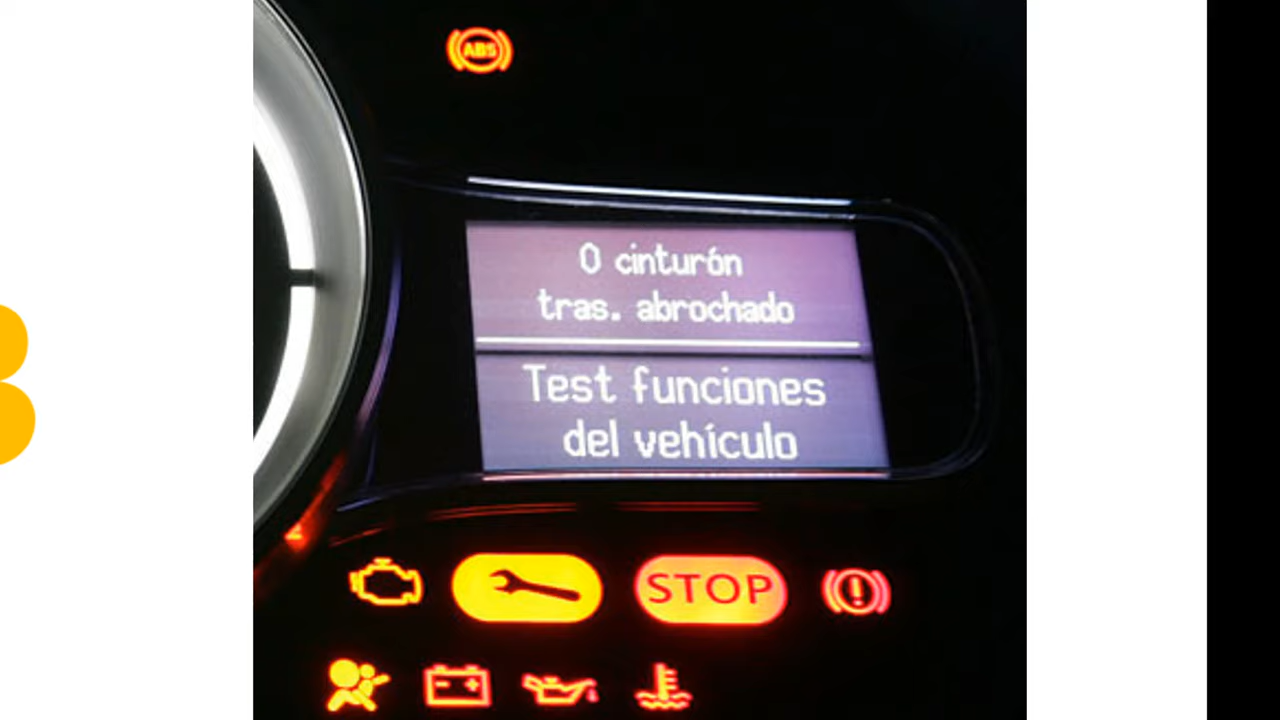 ABS
0 cinturón
tras. abrochado
Test funciones
del vehículo
STOP